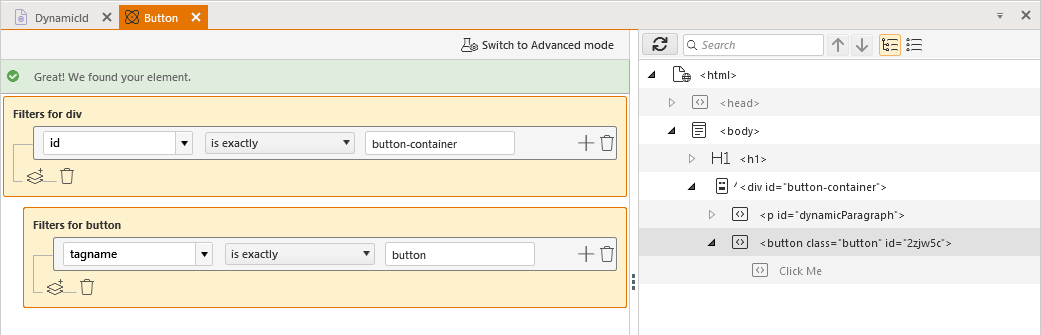 DynamicId
Button
Switch to Advanced mode
Great! We found your element.
Filters for div
id is exactly button-container
Filters for button
tagname is exactly button
Search
<html>
<head>
<body>
H1 <h1>
<div id="button-container">
<p id="dynamicParagraph">
<button class="button" id="2zjw5c">
Click Me